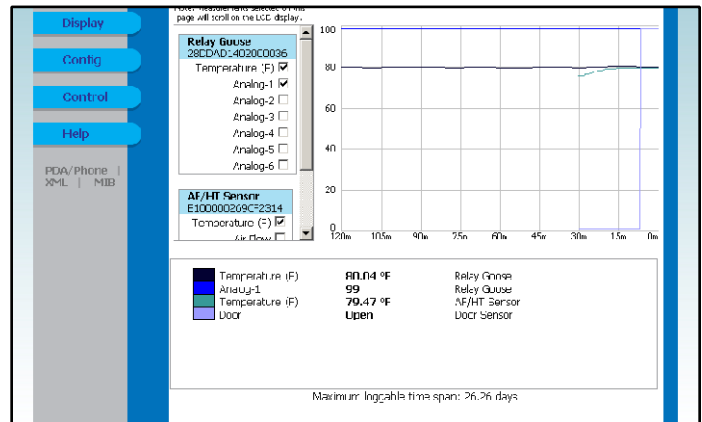 Display
Config
Control
Help
PDA/Phone |
XML | MIB
page will scroll on the LCD display.
Relay Goose
Temperature (F)
Analog-1
Analog-2
Analog-3
Analog-4
Analog-5
Analog-6
AF/HT Sensor
Temperature (F)
Air Flow
100
80
60
40
20
0
120m 105m 90m 75m 60m 45m 30m 15m 0m
Temperature (F) 80.04 °F Relay Goose
Analog-1 99 Relay Goose
Temperature (F) 79.47 °F AF/HT Sensor
Door Open Door Sensor
Maximum loggable time span: 26.26 days